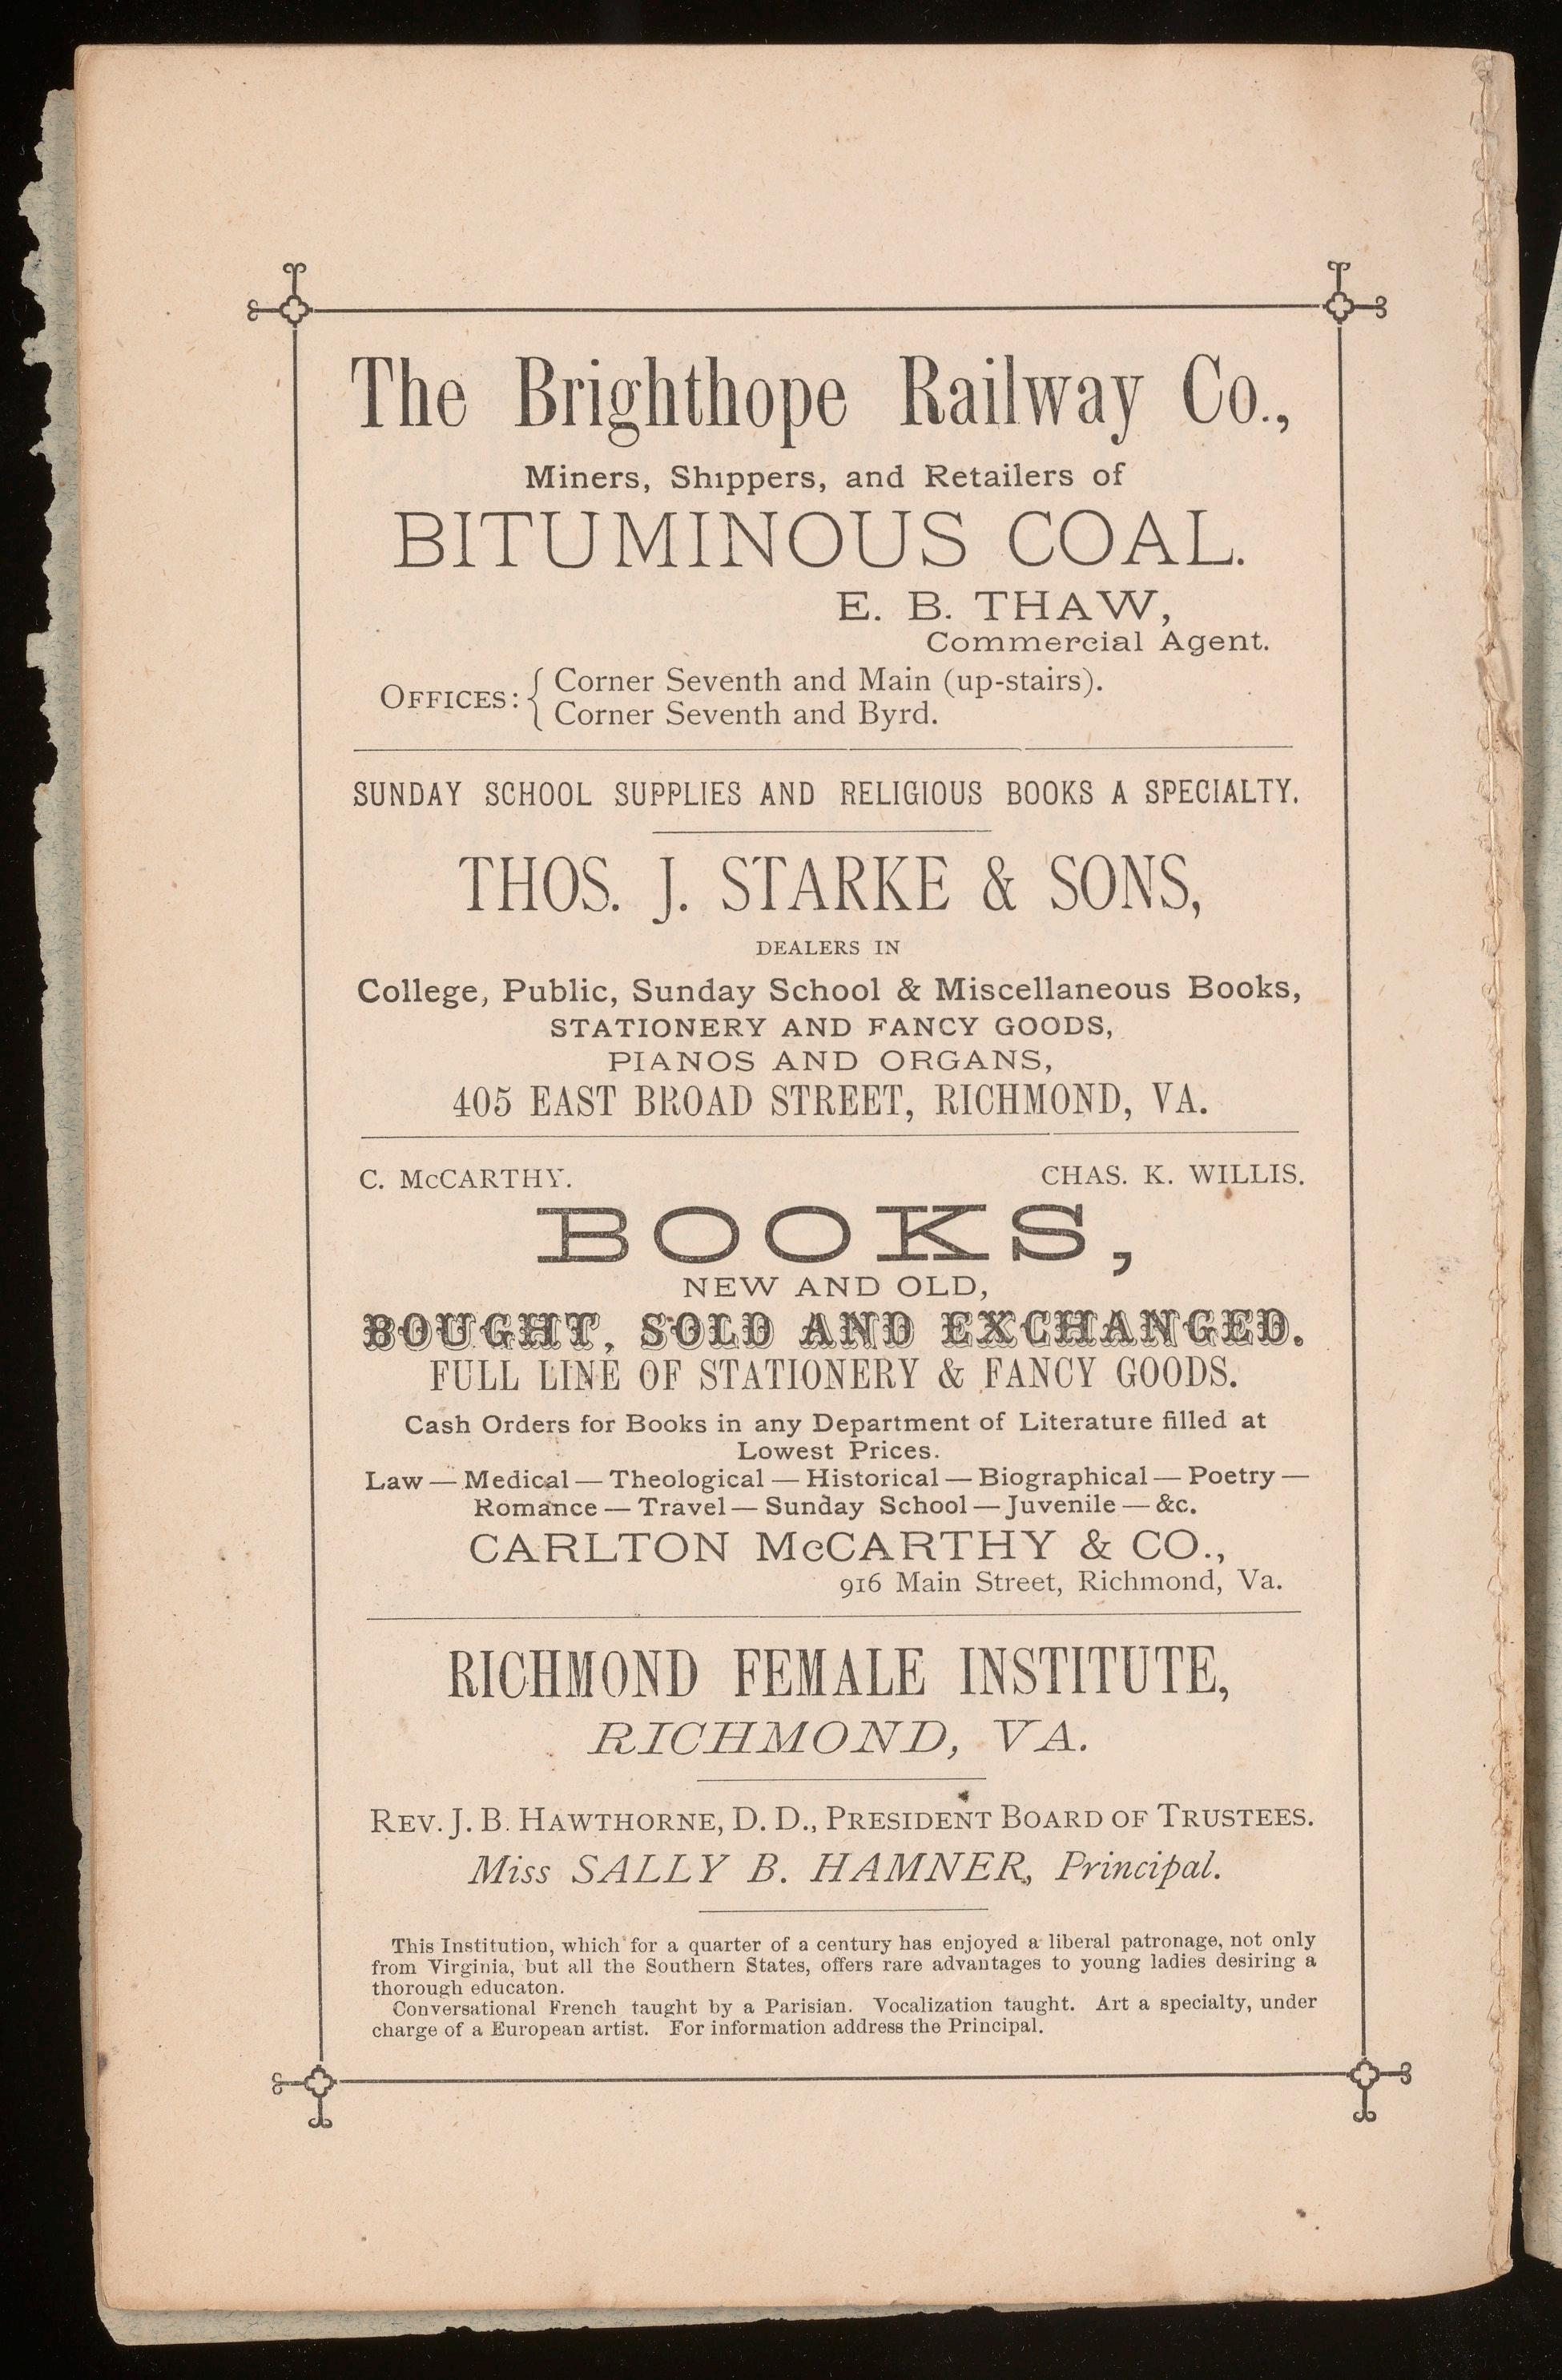 The Brighthope Railway Co.,
Miners, Shippers, and Retailers of
BITUMINOUS COAL.
E. B. THAW,
Commercial Agent.
OFFICES: { Corner Seventh and Main (up-stairs).
Corner Seventh and Byrd.
SUNDAY SCHOOL SUPPLIES AND RELIGIOUS BOOKS A SPECIALTY.
THOS. J. STARKE & SONS,
DEALERS IN
College, Public, Sunday School & Miscellaneous Books,
STATIONERY AND FANCY GOODS,
PIANOS AND ORGANS,
405 EAST BROAD STREET, RICHMOND, VA.
C. McCARTHY. CHAS. K. WILLIS.
BOOKS,
NEW AND OLD,
BOUGHT, SOLD AND EXCHANGED.
FULL LINE OF STATIONERY & FANCY GOODS.
Cash Orders for Books in any Department of Literature filled at
Lowest Prices.
Law — Medical — Theological — Historical — Biographical — Poetry —
Romance — Travel — Sunday School — Juvenile — &c.
CARLTON McCARTHY & CO.,
916 Main Street, Richmond, Va.
RICHMOND FEMALE INSTITUTE,
RICHMOND, VA.
REV. J. B. HAWTHORNE, D. D., PRESIDENT BOARD OF TRUSTEES.
Miss SALLY B. HAMNER, Principal.
This Institution, which for a quarter of a century has enjoyed a liberal patronage, not only
from Virginia, but all the Southern States, offers rare advantages to young ladies desiring a
thorough educaton.
Conversational French taught by a Parisian. Vocalization taught. Art a specialty, under
charge of a European artist. For information address the Principal.